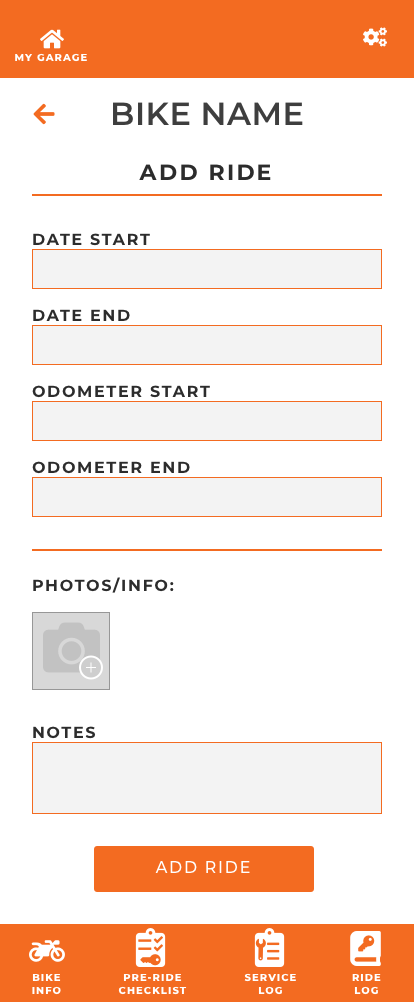 MY GARAGE
BIKE NAME
ADD RIDE
DATE START
DATE END
ODOMETER START
ODOMETER END
PHOTOS/INFO:
NOTES
ADD RIDE
BIKE
INFO
PRE-RIDE
CHECKLIST
SERVICE
LOG
RIDE
LOG